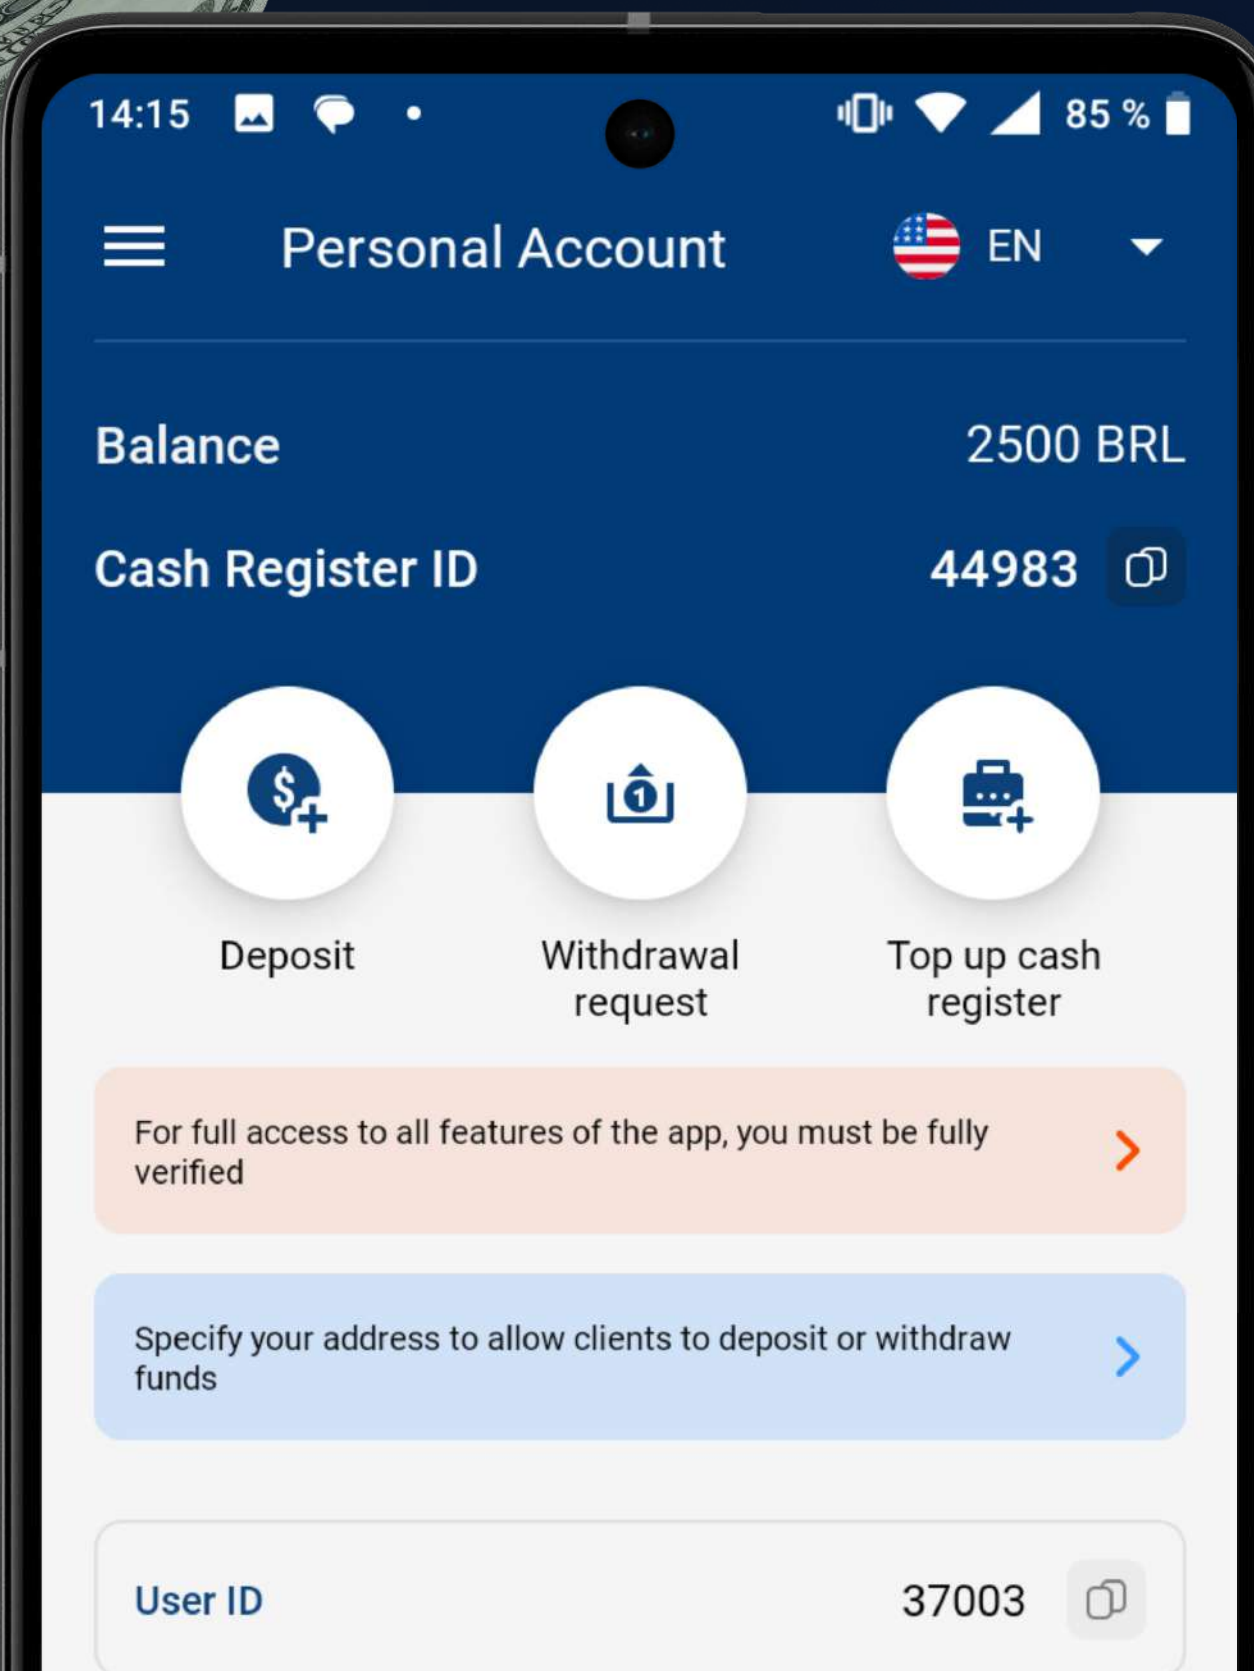 14:15
85 %
Personal Account
EN
Balance
2500 BRL
Cash Register ID
44983
Deposit
Withdrawal
request
Top up cash
register
For full access to all features of the app, you must be fully
verified
Specify your address to allow clients to deposit or withdraw
funds
User ID
37003